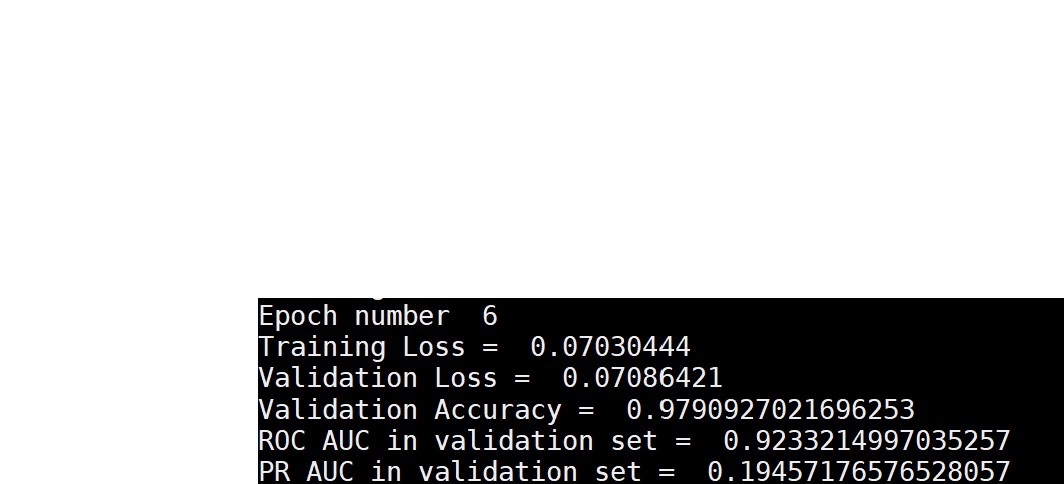 Epoch number  6
Training Loss =  0.07030444
Validation Loss =  0.07086421
Validation Accuracy =  0.9790927021696253
ROC AUC in validation set =  0.9233214997035257
PR AUC in validation set =  0.19457176576528057